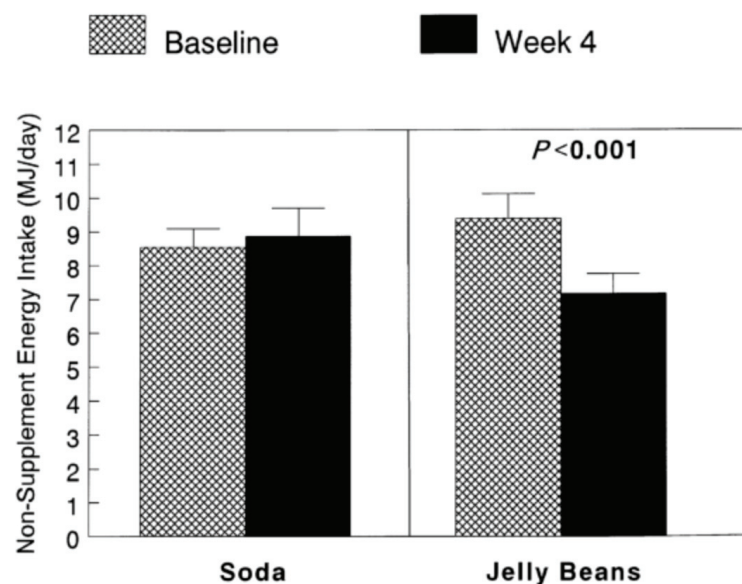 Baseline
Week 4
Non-Supplement Energy Intake (MJ/day)
12
11
10
9
8
7
6
5
4
3
2
1
0
P<0.001
Soda
Jelly Beans